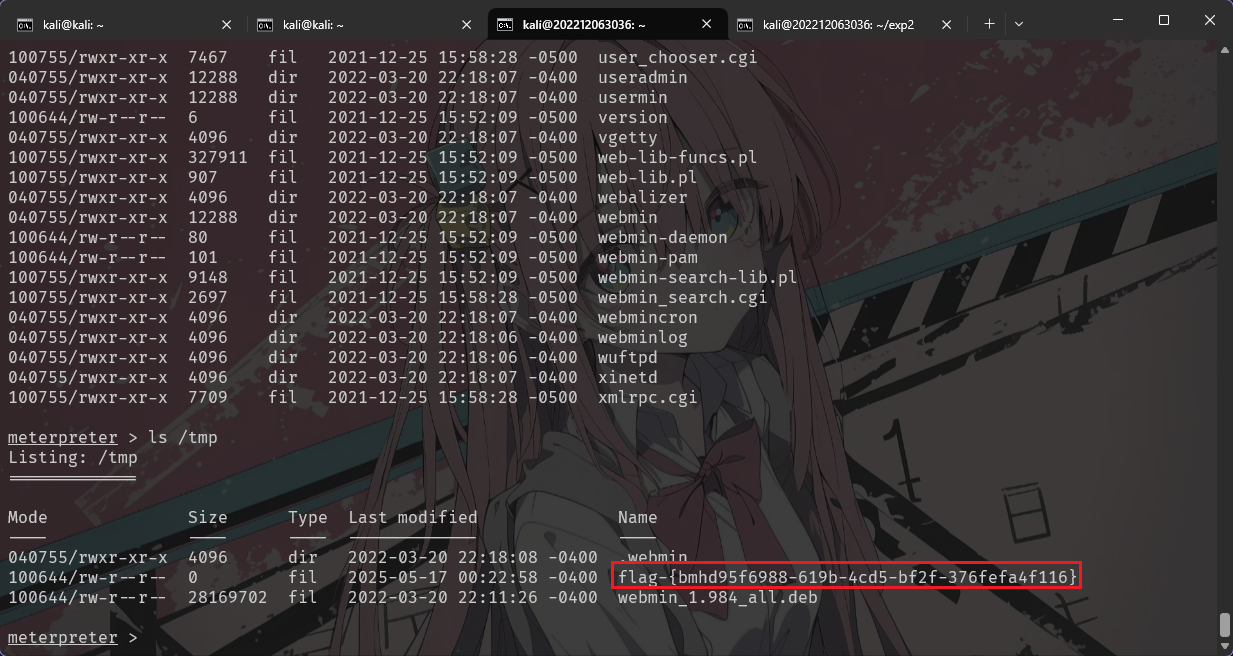 kali@kali: ~ kali@kali: ~ kali@202212063036: ~ kali@202212063036: ~/exp2
100755/rwxr-xr-x 7467 fil 2021-12-25 15:58:28 -0500 user_chooser.cgi
040755/rwxr-xr-x 12288 dir 2022-03-20 22:18:07 -0400 useradmin
040755/rwxr-xr-x 12288 dir 2022-03-20 22:18:07 -0400 usermin
100644/rw-r--r-- 6 fil 2021-12-25 15:52:09 -0500 version
040755/rwxr-xr-x 4096 dir 2022-03-20 22:18:07 -0400 vgetty
100755/rwxr-xr-x 327911 fil 2021-12-25 15:52:09 -0500 web-lib-funcs.pl
100755/rwxr-xr-x 907 fil 2021-12-25 15:52:09 -0500 web-lib.pl
040755/rwxr-xr-x 4096 dir 2022-03-20 22:18:07 -0400 webalizer
040755/rwxr-xr-x 12288 dir 2022-03-20 22:18:07 -0400 webmin
100644/rw-r--r-- 80 fil 2021-12-25 15:52:09 -0500 webmin-daemon
100644/rw-r--r-- 101 fil 2021-12-25 15:52:09 -0500 webmin-pam
100755/rwxr-xr-x 9148 fil 2021-12-25 15:52:09 -0500 webmin-search-lib.pl
100755/rwxr-xr-x 2697 fil 2021-12-25 15:58:28 -0500 webmin_search.cgi
040755/rwxr-xr-x 4096 dir 2022-03-20 22:18:07 -0400 webmincron
040755/rwxr-xr-x 4096 dir 2022-03-20 22:18:06 -0400 webminlog
040755/rwxr-xr-x 4096 dir 2022-03-20 22:18:06 -0400 wuftpd
040755/rwxr-xr-x 4096 dir 2022-03-20 22:18:07 -0400 xinetd
100755/rwxr-xr-x 7709 fil 2021-12-25 15:58:28 -0500 xmlrpc.cgi
meterpreter > ls /tmp
Listing: /tmp
Mode Size Type Last modified Name
040755/rwxr-xr-x 4096 dir 2022-03-20 22:18:08 -0400 .webmin
100644/rw-r--r-- 0 fil 2025-05-17 00:22:58 -0400 flag-{bmhd95f6988-619b-4cd5-bf2f-376fefa4f116}
100644/rw-r--r-- 28169702 fil 2022-03-20 22:11:26 -0400 webmin_1.984_all.deb
meterpreter >